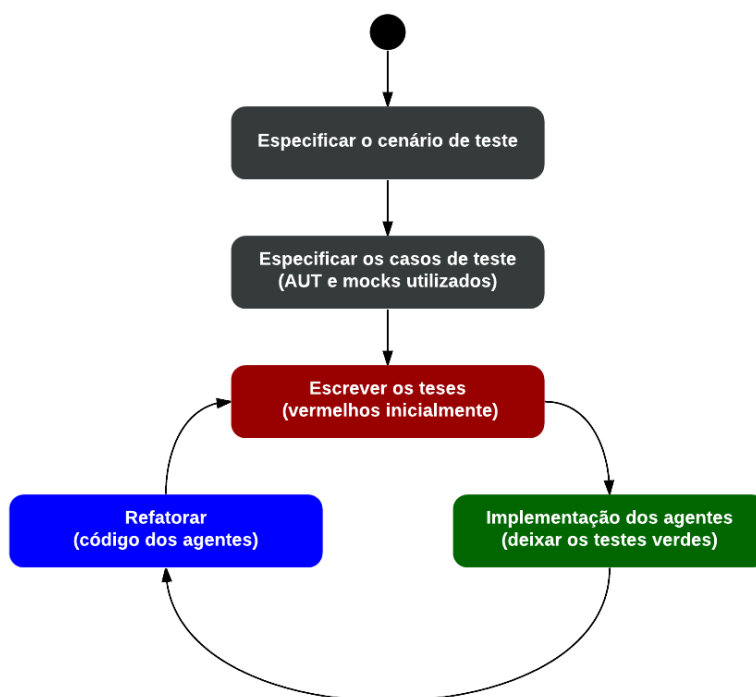 Especificar o cenário de teste
Especificar os casos de teste
(AUT e mocks utilizados)
Escrever os teses
(vermelhos inicialmente)
Refatorar
(código dos agentes)
Implementação dos agentes
(deixar os testes verdes)